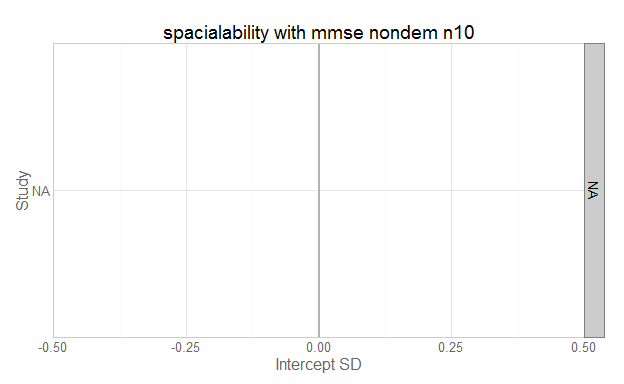 spacialability with mmse nondem n10
Study
NA
NA
-0.50
-0.25
0.00
0.25
0.50
Intercept SD